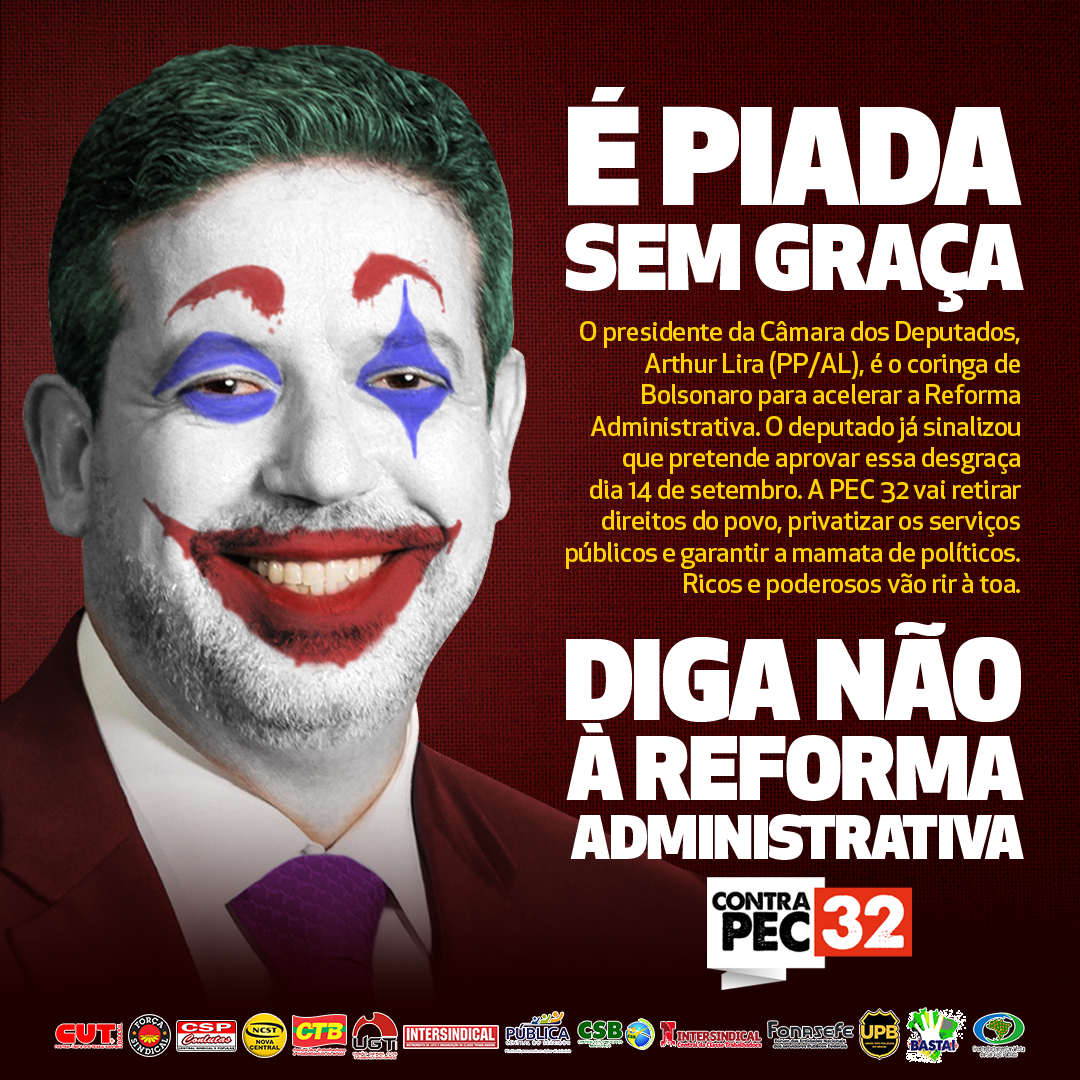 É PIADA
SEM GRAÇA
O presidente da Câmara dos Deputados,
Arthur Lira (PP/AL), é o coringa de
Bolsonaro para acelerar a Reforma
Administrativa. O deputado já sinalizou
que pretende aprovar essa desgraça
dia 14 de setembro. A PEC 32 vai retirar
direitos do povo, privatizar os serviços
públicos e garantir a mamata de políticos.
Ricos e poderosos vão rir à toa.
DIGA NÃO
À REFORMA
ADMINISTRATIVA
CONTRA
PEC 32
CUT
FORÇA
SINDICAL
CSP
Conlutas
NCST
NOVA
CENTRAL
CTB
UGT
INTERSINDICAL
PÚBLICA
CENTRAL DO SERVIDOR
CSB
INTERSINDICAL
Fonasefe
UPB
BASTA!